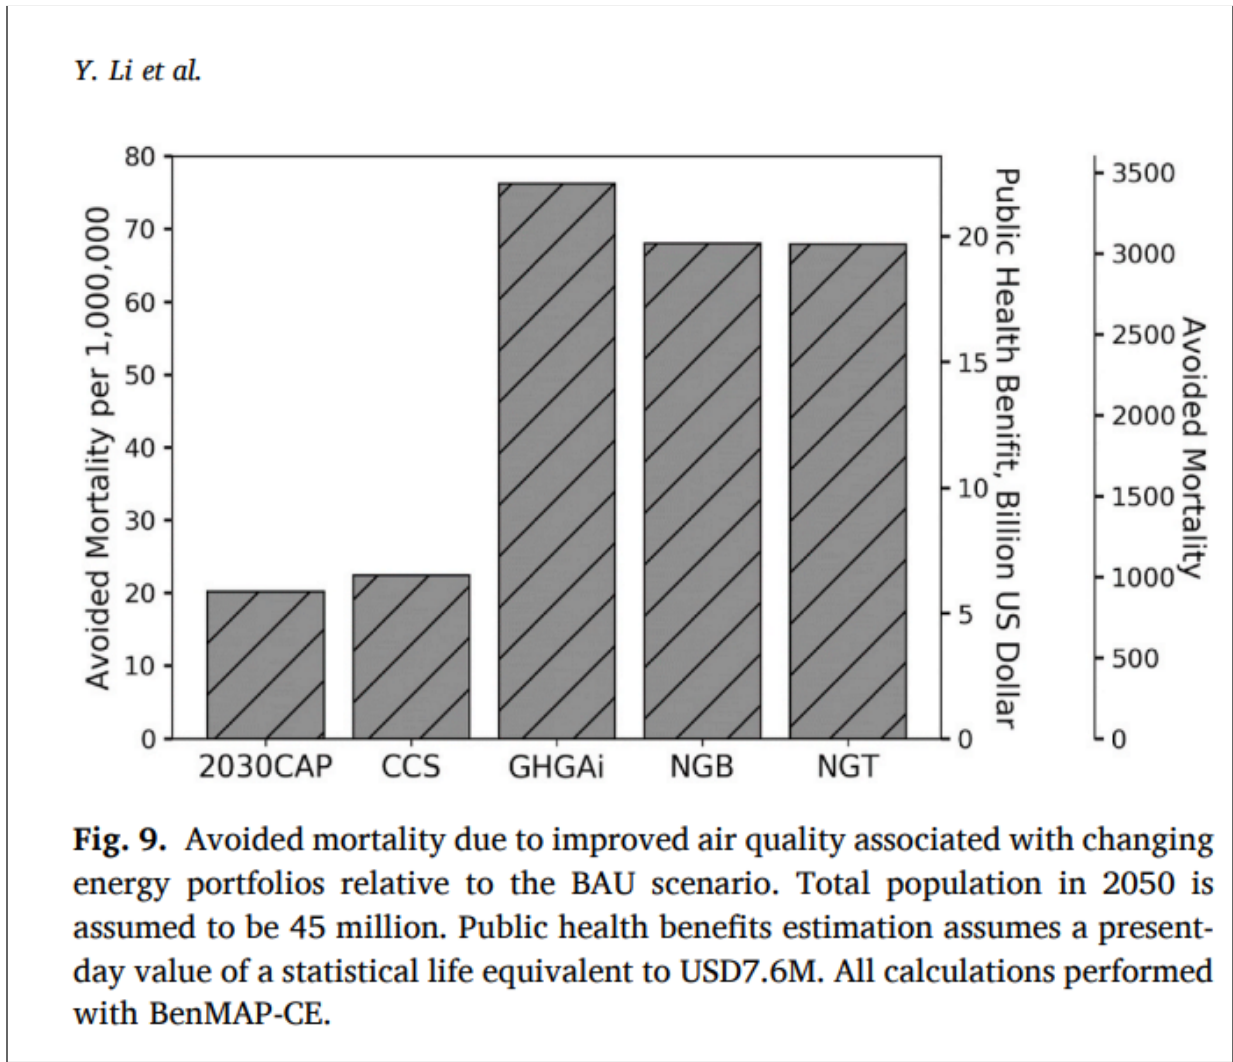 Y. Li et al.
Avoided Mortality per 1,000,000
80
70
60
50
40
30
20
10
0
2030CAP
CCS
GHGAi
NGB
NGT
20
15
10
5
0
Public Health Benifit, Billion US Dollar
3500
3000
2500
2000
1500
1000
500
0
Avoided Mortality
Fig. 9. Avoided mortality due to improved air quality associated with changing
energy portfolios relative to the BAU scenario. Total population in 2050 is
assumed to be 45 million. Public health benefits estimation assumes a present-
day value of a statistical life equivalent to USD7.6M. All calculations performed
with BenMAP-CE.